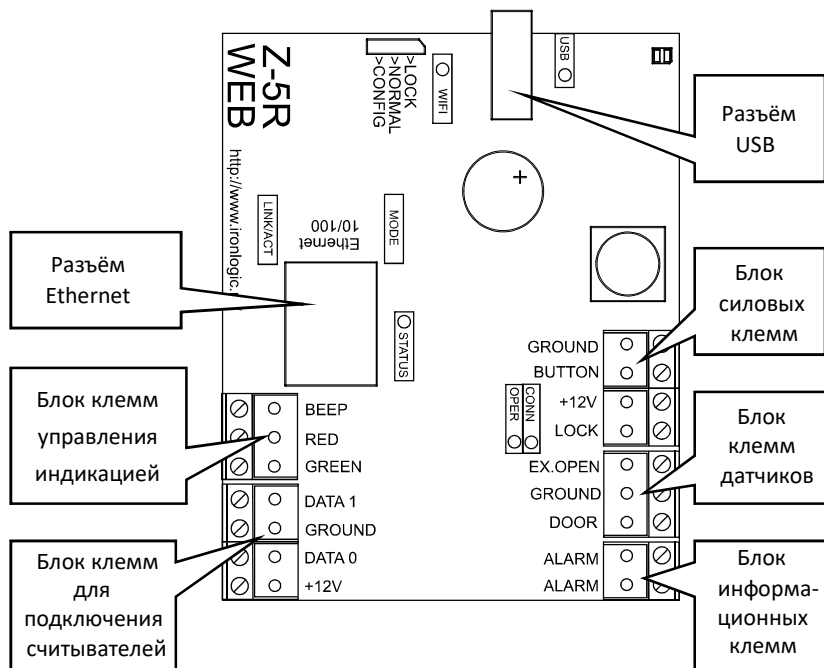 Z-5R
WEB
http://www.ironlogic.
>LOCK
>NORMAL
>CONFIG
WIFI
USB
Разъём
USB
LINK/ACT
Ethernet
10/100
MODE
STATUS
Разъём
Ethernet
Блок
силовых
клемм
GROUND
BUTTON
+12V
LOCK
CONN
OPER
Блок клемм
управления
индикацией
BEEP
RED
GREEN
EX.OPEN
GROUND
DOOR
Блок
клемм
датчиков
DATA 1
GROUND
DATA 0
+12V
Блок клемм
для
подключения
считывателей
ALARM
ALARM
Блок
информа-
ционных
клемм